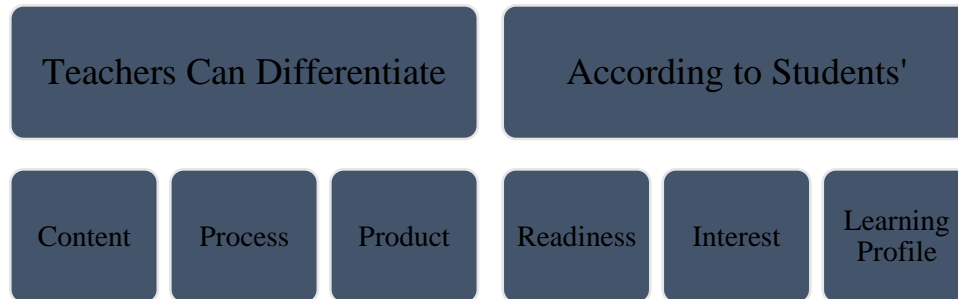 Teachers Can Differentiate
According to Students'
Content
Process
Product
Readiness
Interest
Learning
Profile